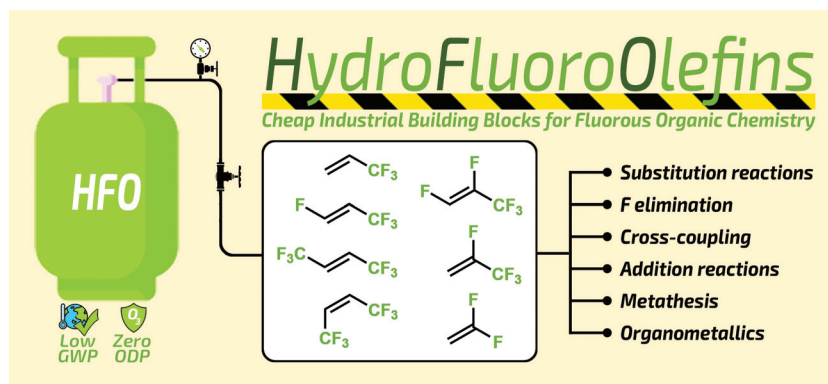 HydroFluoroOlefins
Cheap Industrial Building Blocks for Fluorous Organic Chemistry
HFO
Low
GWP
O3
Zero
ODP
CF3
F
CF3
F3C
CF3
CF3
CF3
F
F
CF3
F
CF3
F
F
Substitution reactions
F elimination
Cross-coupling
Addition reactions
Metathesis
Organometallics